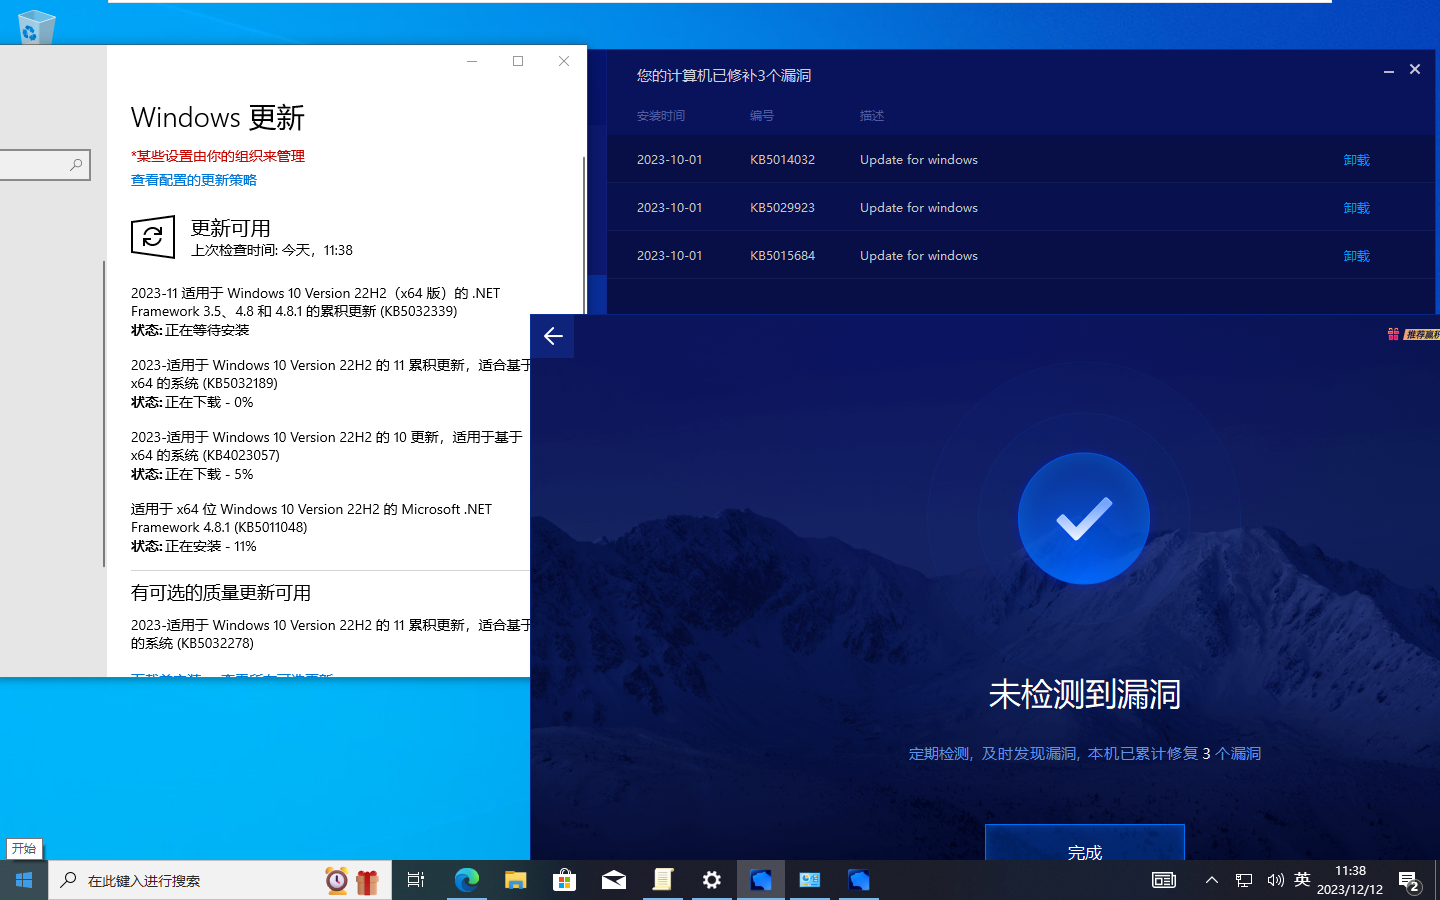 Windows 更新
*某些设置由你的组织来管理
查看配置的更新策略
更新可用
上次检查时间: 今天，11:38
2023-11 适用于 Windows 10 Version 22H2（x64 版）的 .NET
Framework 3.5、4.8 和 4.8.1 的累积更新 (KB5032339)
状态: 正在等待安装
2023-适用于 Windows 10 Version 22H2 的 11 累积更新，适合基于
x64 的系统 (KB5032189)
状态: 正在下载 - 0%
2023-适用于 Windows 10 Version 22H2 的 10 更新，适用于基于
x64 的系统 (KB4023057)
状态: 正在下载 - 5%
适用于 x64 位 Windows 10 Version 22H2 的 Microsoft .NET
Framework 4.8.1 (KB5011048)
状态: 正在安装 - 11%
有可选的质量更新可用
2023-适用于 Windows 10 Version 22H2 的 11 累积更新，适合基于
的系统 (KB5032278)
您的计算机已修补3个漏洞
安装时间 编号 描述
2023-10-01 KB5014032 Update for windows 卸载
2023-10-01 KB5029923 Update for windows 卸载
2023-10-01 KB5015684 Update for windows 卸载
推荐赢积
未检测到漏洞
定期检测，及时发现漏洞，本机已累计修复 3 个漏洞
完成
开始
在此键入进行搜索
英
11:38
2023/12/12
2